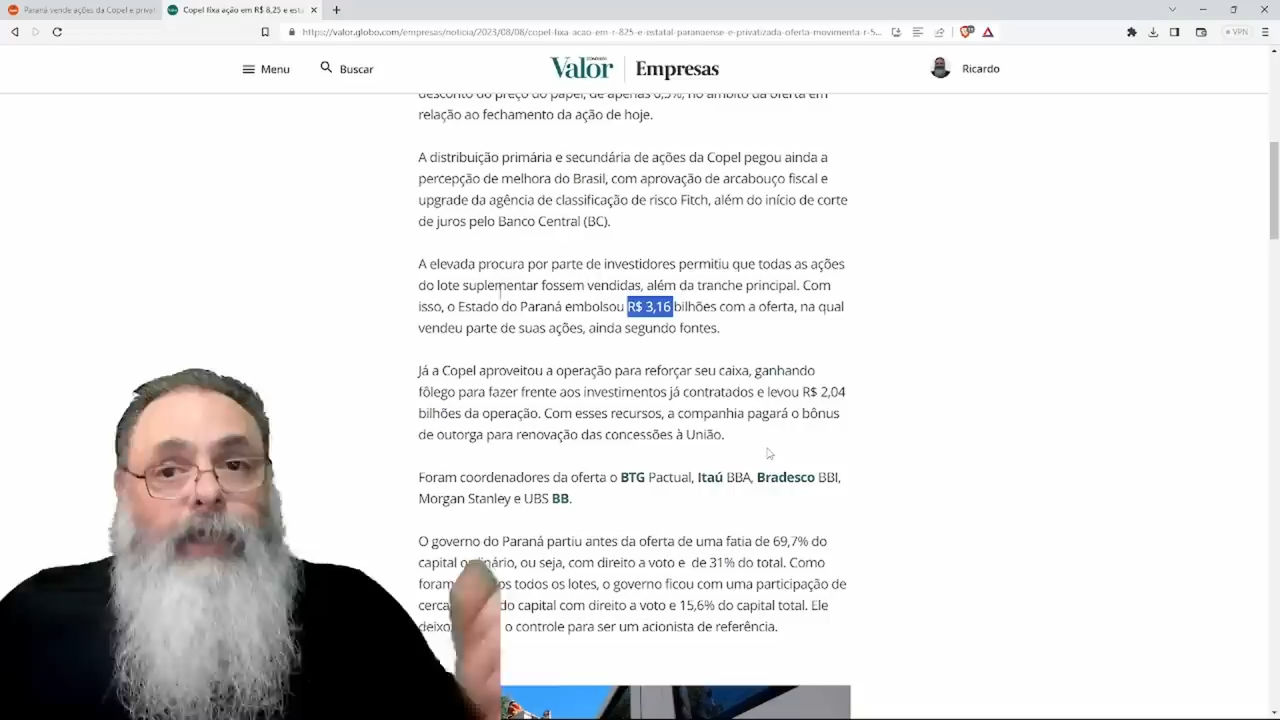 Paraná vende ações da Copel e privat
Copel fixa ação em R$ 8,25 e esta
https://valor.globo.com/empresas/noticia/2023/08/08/copel-fixa-acao-em-r-825-e-estatal-paranaense-e-privatizada-oferta-movimenta-r-5...
VPN
Menu
Buscar
Valor
Empresas
Ricardo
desconto do preço do papel, de apenas 6,5%, no âmbito da oferta em
relação ao fechamento da ação de hoje.
A distribuição primária e secundária de ações da Copel pegou ainda a
percepção de melhora do Brasil, com aprovação de arcabouço fiscal e
upgrade da agência de classificação de risco Fitch, além do início de corte
de juros pelo Banco Central (BC).
A elevada procura por parte de investidores permitiu que todas as ações
do lote suplementar fossem vendidas, além da tranche principal. Com
isso, o Estado do Paraná embolsou R$ 3,16 bilhões com a oferta, na qual
vendeu parte de suas ações, ainda segundo fontes.
Já a Copel aproveitou a operação para reforçar seu caixa, ganhando
fôlego para fazer frente aos investimentos já contratados e levou R$ 2,04
bilhões da operação. Com esses recursos, a companhia pagará o bônus
de outorga para renovação das concessões à União.
Foram coordenadores da oferta o BTG Pactual, Itaú BBA, Bradesco BBI,
Morgan Stanley e UBS BB.
O governo do Paraná partiu antes da oferta de uma fatia de 69,7% do
capital ordinário, ou seja, com direito a voto e de 31% do total. Como
foram os todos os lotes, o governo ficou com uma participação de
cerca do capital com direito a voto e 15,6% do capital total. Ele
deixo o controle para ser um acionista de referência.